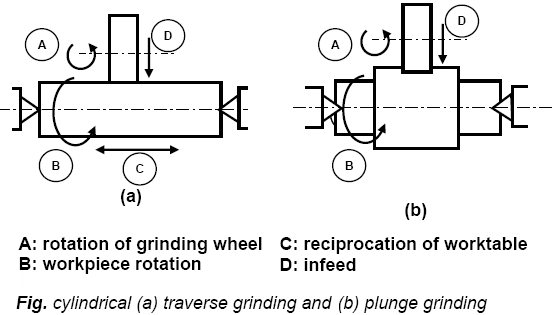 A
D
B
C
(a)
A
D
B
(b)
A: rotation of grinding wheel C: reciprocation of worktable
B: workpiece rotation D: infeed
Fig. cylindrical (a) traverse grinding and (b) plunge grinding